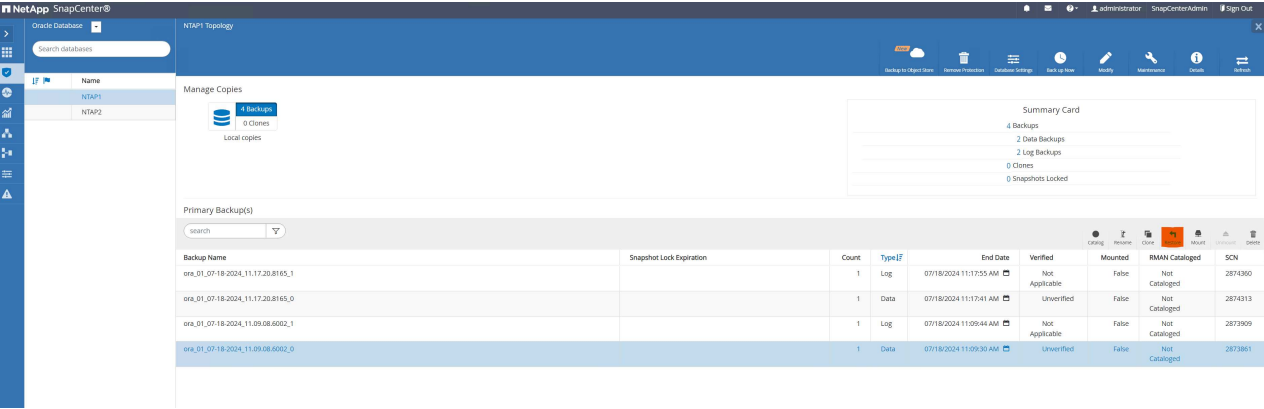 NetApp SnapCenter®
administrator SnapCenterAdmin Sign Out
Oracle Database
NTAP1 Topology
Search databases
New
Backup to Object Store Remove Protection Database Settings Back up Now Modify Maintenance Details Refresh
Name
NTAP1
NTAP2
Manage Copies
4 Backups
0 Clones
Local copies
Summary Card
4 Backups
2 Data Backups
2 Log Backups
0 Clones
0 Snapshots Locked
Primary Backup(s)
search
Catalog Rename Clone Restore Mount Unmount Delete
Backup Name Snapshot Lock Expiration Count Type End Date Verified Mounted RMAN Cataloged SCN
ora_01_07-18-2024_11.17.20.8165_1 1 Log 07/18/2024 11:17:55 AM Not Applicable False Not Cataloged 2874360
ora_01_07-18-2024_11.17.20.8165_0 1 Data 07/18/2024 11:17:41 AM Unverified False Not Cataloged 2874313
ora_01_07-18-2024_11.09.08.6002_1 1 Log 07/18/2024 11:09:44 AM Not Applicable False Not Cataloged 2873909
ora_01_07-18-2024_11.09.08.6002_0 1 Data 07/18/2024 11:09:30 AM Unverified False Not Cataloged 2873861